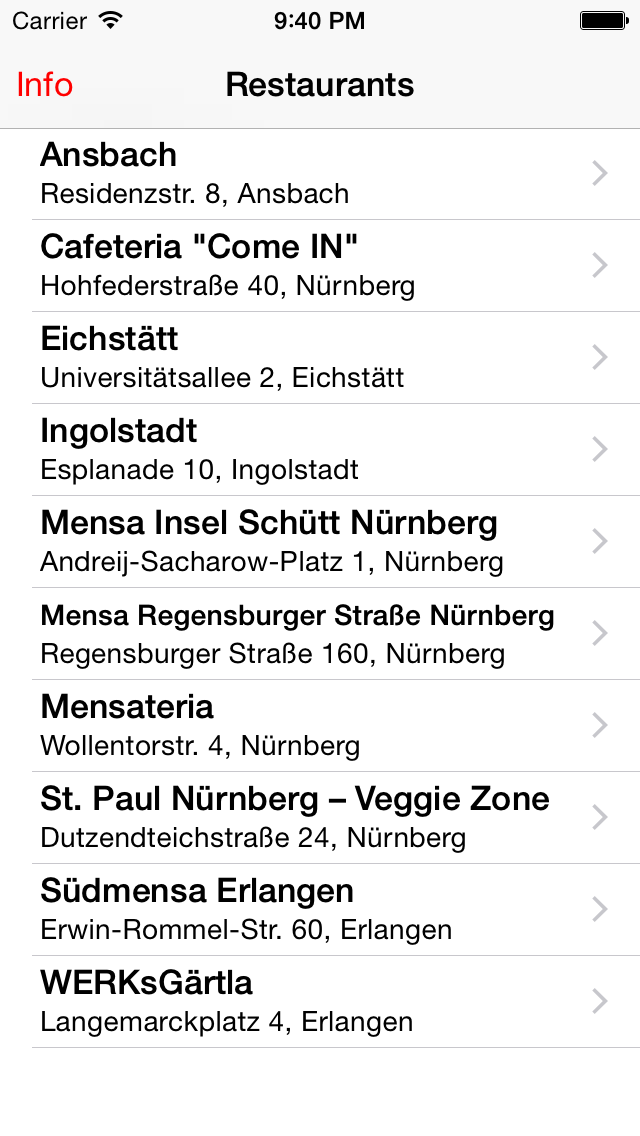 Carrier 9:40 PM
Info Restaurants
Ansbach
Residenzstr. 8, Ansbach
Cafeteria "Come IN"
Hohfederstraße 40, Nürnberg
Eichstätt
Universitätsallee 2, Eichstätt
Ingolstadt
Esplanade 10, Ingolstadt
Mensa Insel Schütt Nürnberg
Andreij-Sacharow-Platz 1, Nürnberg
Mensa Regensburger Straße Nürnberg
Regensburger Straße 160, Nürnberg
Mensateria
Wollentorstr. 4, Nürnberg
St. Paul Nürnberg – Veggie Zone
Dutzendteichstraße 24, Nürnberg
Südmensa Erlangen
Erwin-Rommel-Str. 60, Erlangen
WERKsGärtla
Langemarckplatz 4, Erlangen